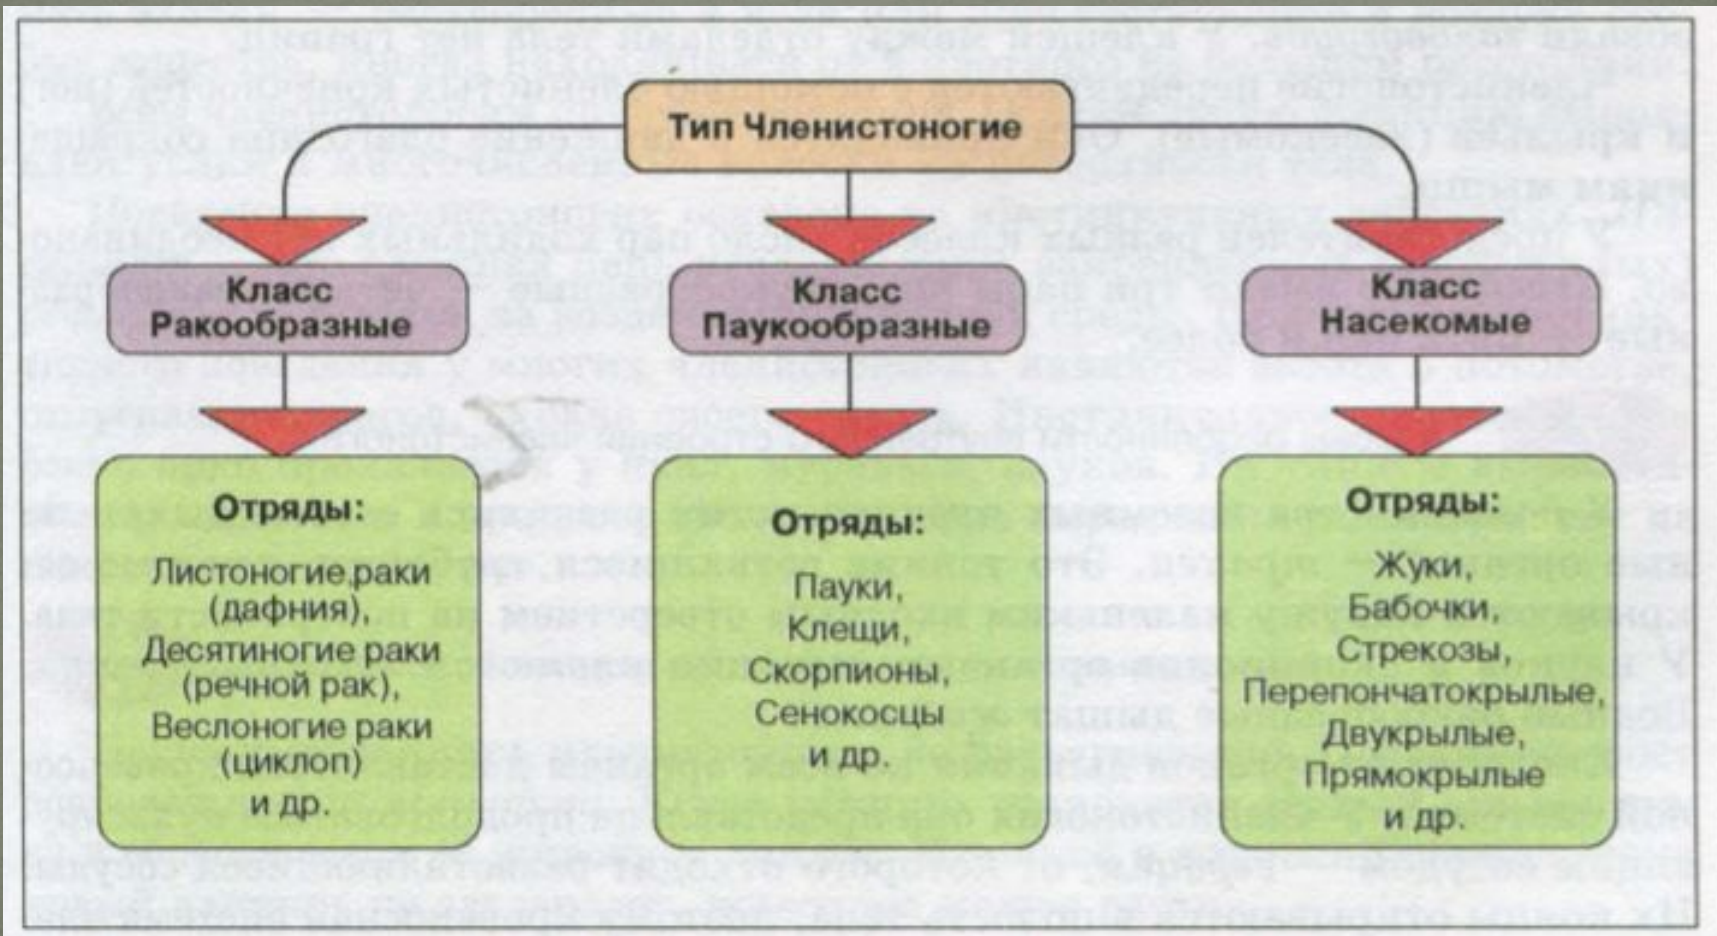 Тип Членистоногие
Класс
Ракообразные
Класс
Паукообразные
Класс
Насекомые
Отряды:
Листоногие раки
(дафния),
Десятиногие раки
(речной рак),
Веслоногие раки
(циклоп)
и др.
Отряды:
Пауки,
Клещи,
Скорпионы,
Сенокосцы
и др.
Отряды:
Жуки,
Бабочки,
Стрекозы,
Перепончатокрылые,
Двукрылые,
Прямокрылые
и др.